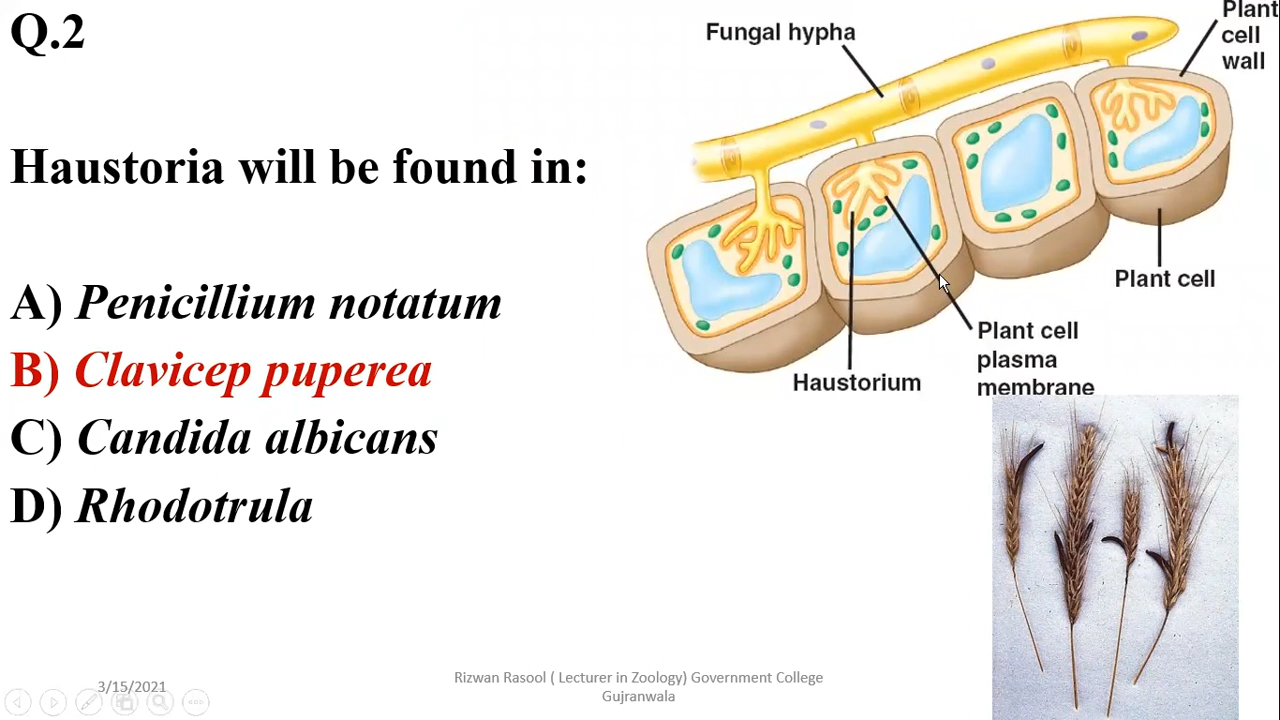 Q.2
Haustoria will be found in:
A) Penicillium notatum
B) Clavicep puperea
C) Candida albicans
D) Rhodotrula
Fungal hypha
Plant
cell
wall
Plant cell
Plant cell
plasma
membrane
Haustorium
3/15/2021
Rizwan Rasool ( Lecturer in Zoology) Government College
Gujranwala